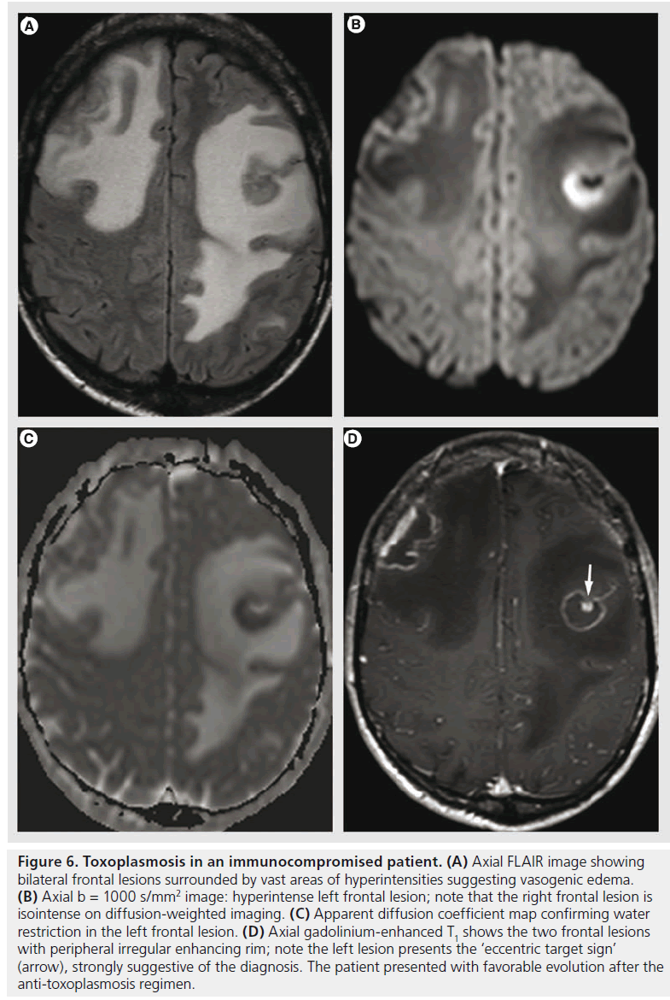 A
B
C
D
Figure 6. Toxoplasmosis in an immunocompromised patient. (A) Axial FLAIR image showing
bilateral frontal lesions surrounded by vast areas of hyperintensities suggesting vasogenic edema.
(B) Axial b = 1000 s/mm² image: hyperintense left frontal lesion; note that the right frontal lesion is
isointense on diffusion-weighted imaging. (C) Apparent diffusion coefficient map confirming water
restriction in the left frontal lesion. (D) Axial gadolinium-enhanced T₁ shows the two frontal lesions
with peripheral irregular enhancing rim; note the left lesion presents the ‘eccentric target sign’
(arrow), strongly suggestive of the diagnosis. The patient presented with favorable evolution after the
anti-toxoplasmosis regimen.